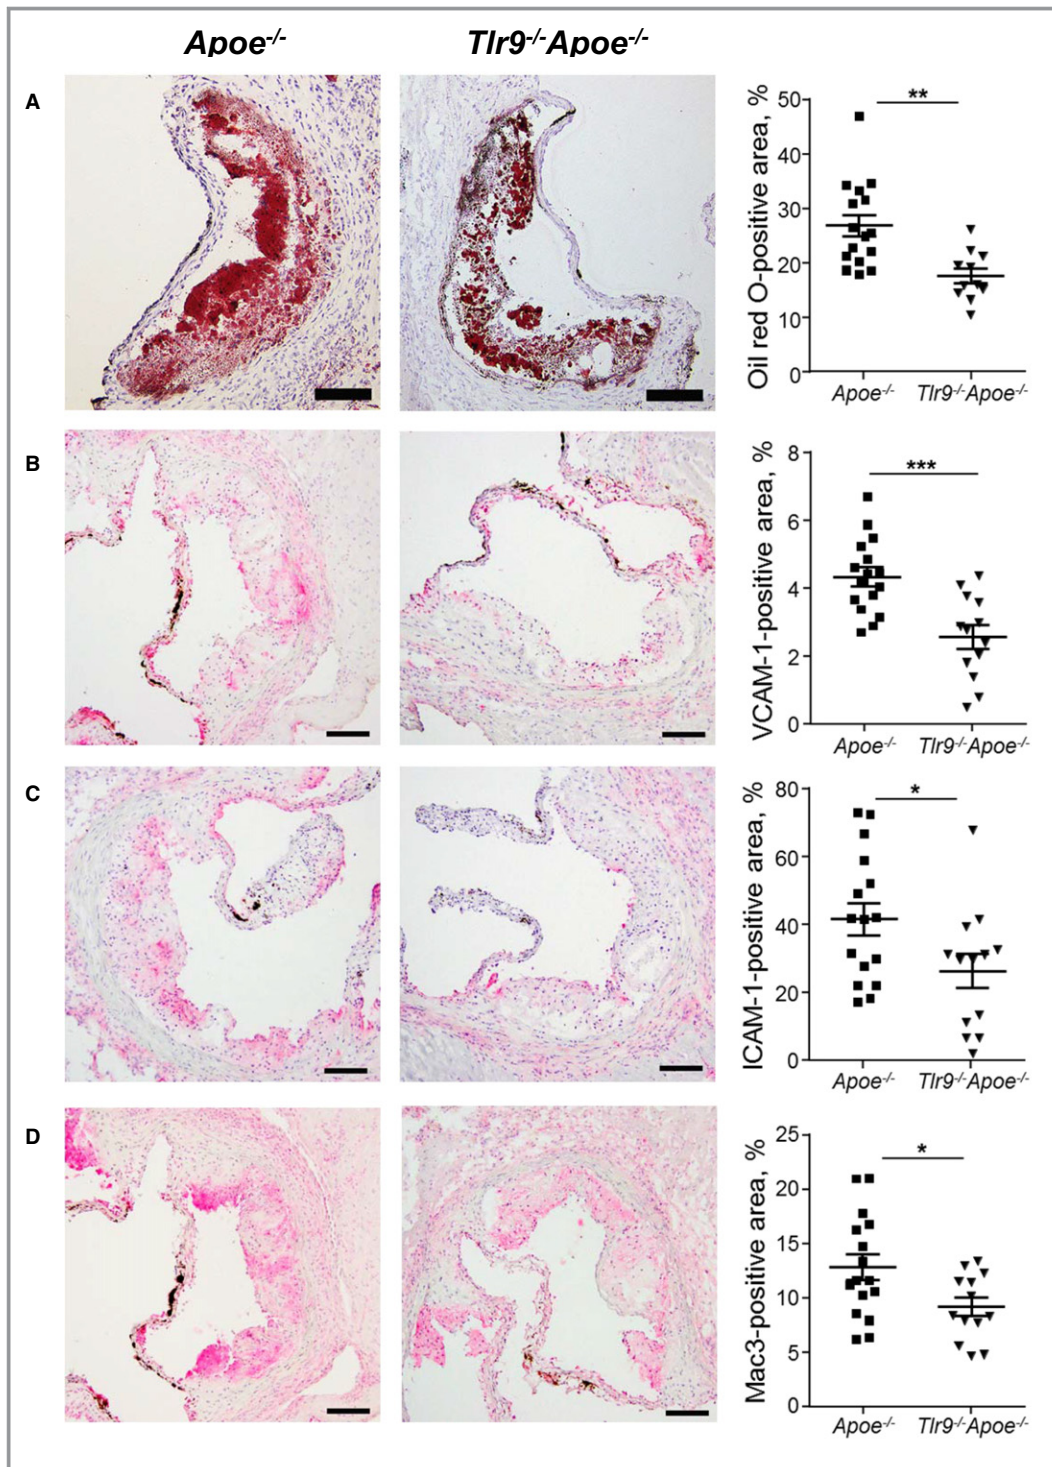 Apoe-/- Tlr9-/-Apoe-/-
A
Oil red O-positive area, %
50
40
30
20
10
0
**
Apoe-/- Tlr9-/-Apoe-/-
B
VCAM-1-positive area, %
8
6
4
2
0
***
Apoe-/- Tlr9-/-Apoe-/-
C
ICAM-1-positive area, %
80
60
40
20
0
*
Apoe-/- Tlr9-/-Apoe-/-
D
Mac3-positive area, %
25
20
15
10
5
0
*
Apoe-/- Tlr9-/-Apoe-/-